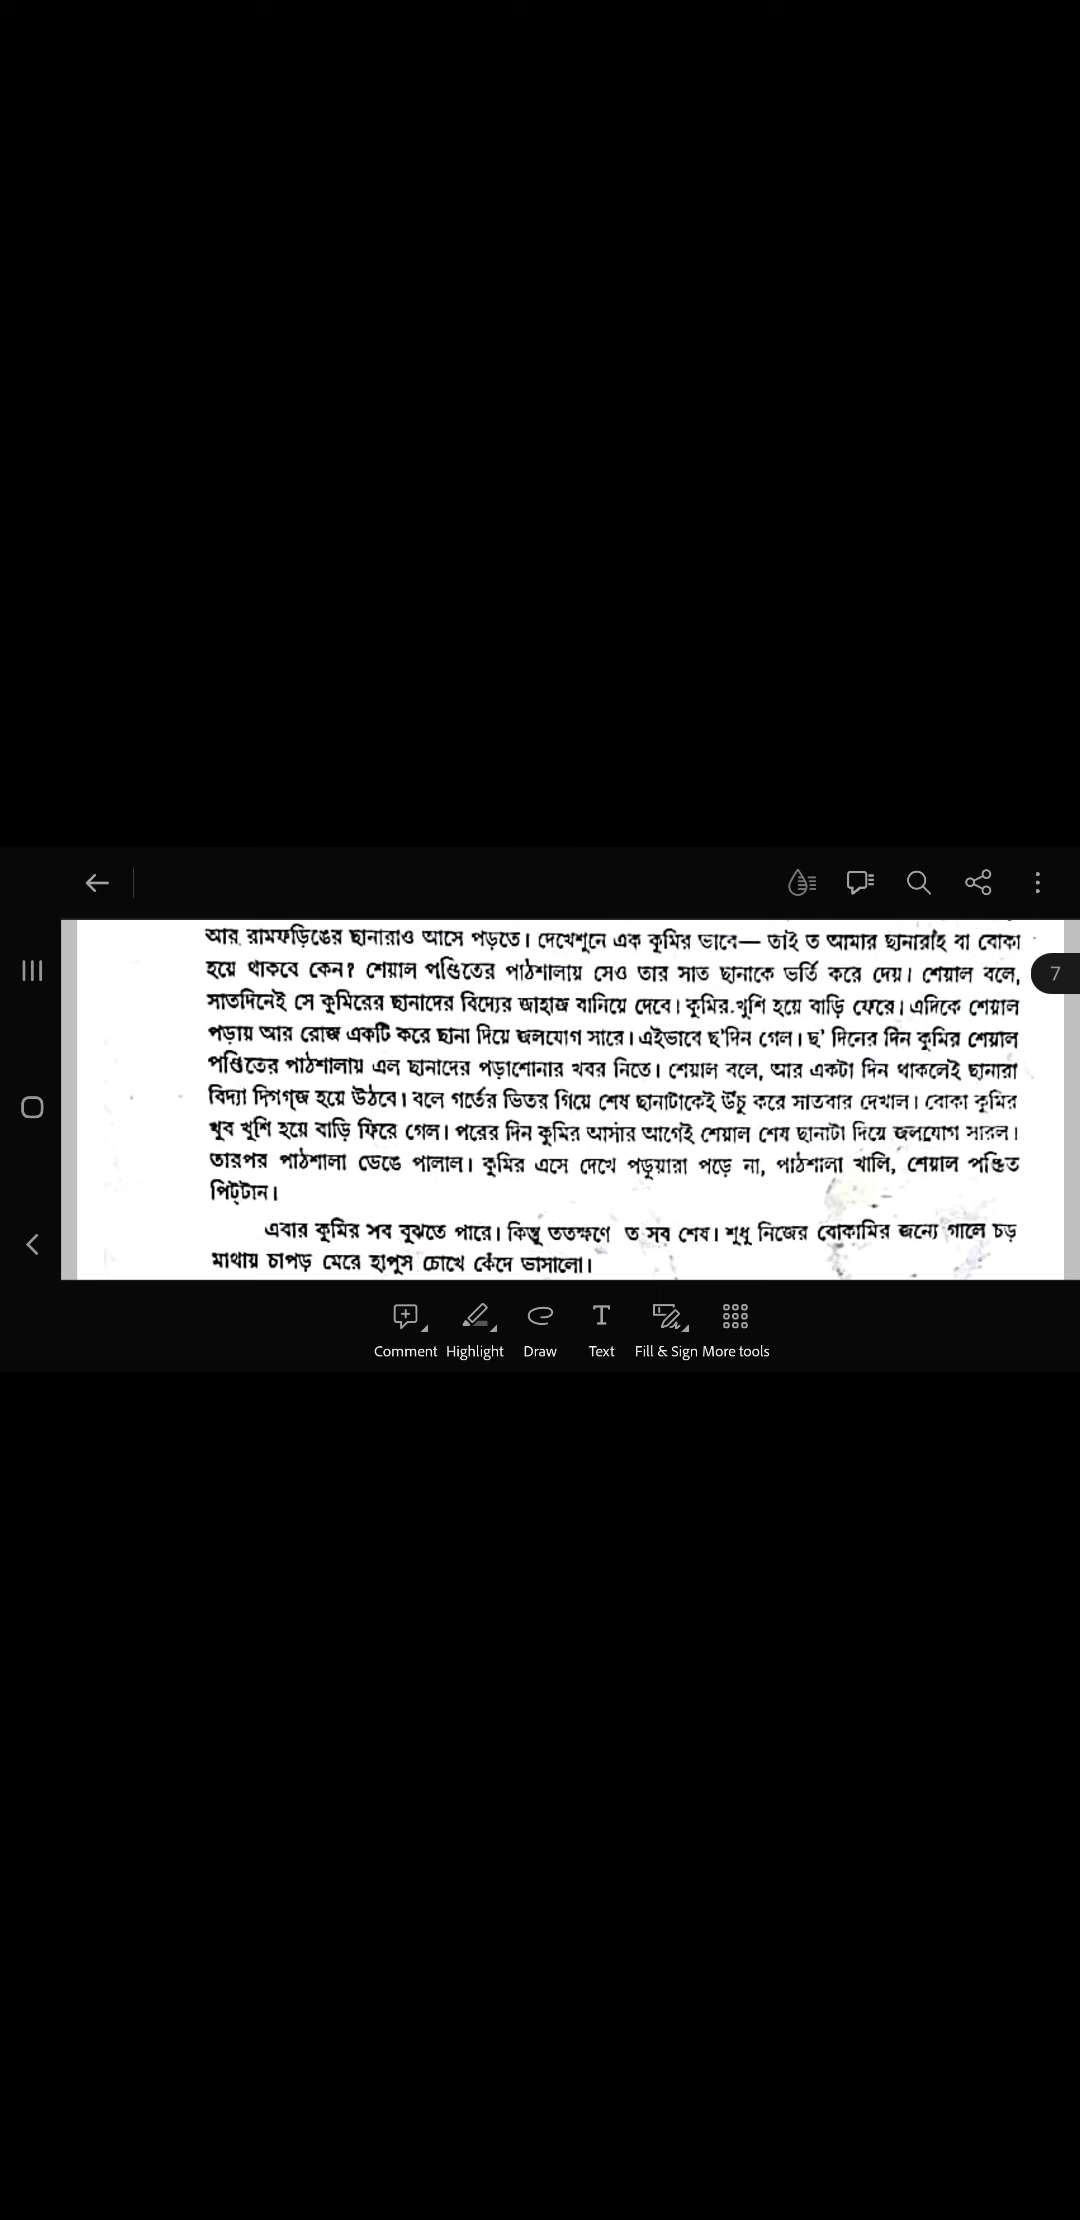 আর রামফড়িঙের ছানারাও আসে পড়তে। দেখেশুনে এক কুমির ভাবে— তাই ত আমার ছানারাই বা বোকা
হয়ে থাকবে কেন? শেয়াল পণ্ডিতের পাঠশালায় সেও তার সাত ছানাকে ভর্তি করে দেয়। শেয়াল বলে,
7
সাতদিনেই সে কুমিরের ছানাদের বিদ্যের জাহাজ বানিয়ে দেবে। কুমির খুশি হয়ে বাড়ি ফেরে। এদিকে শেয়াল
পড়ায় আর রোজ একটি করে ছানা দিয়ে জলযোগ সারে। এইভাবে ছ'দিন গেল। ছ' দিনের দিন কুমির শেয়াল
পণ্ডিতের পাঠশালায় এল ছানাদের পড়াশোনার খবর নিতে। শেয়াল বলে, আর একটা দিন থাকলেই ছানারা
বিদ্যা দিগগ্জ হয়ে উঠবে। বলে গর্তের ভিতর গিয়ে শেষ ছানাটাকেই উঁচু করে সাতবার দেখাল। বোকা কুমির
খুব খুশি হয়ে বাড়ি ফিরে গেল। পরের দিন কুমির আসার আগেই শেয়াল শেষ ছানাটা দিয়ে জলযোগ সারল।
তারপর পাঠশালা ভেঙে পালাল। কুমির এসে দেখে পড়ুয়ারা পড়ে না, পাঠশালা খালি, শেয়াল পণ্ডিত
পিট্টান।
এবার কুমির সব বুঝতে পারে। কিন্তু ততক্ষণে ত সব শেষ। শুধু নিজের বোকামির জন্যে গালে চড়
মাথায় চাপড় মেরে হাপুস চোখে কেঁদে ভাসালো।
Comment Highlight Draw Text Fill & Sign More tools